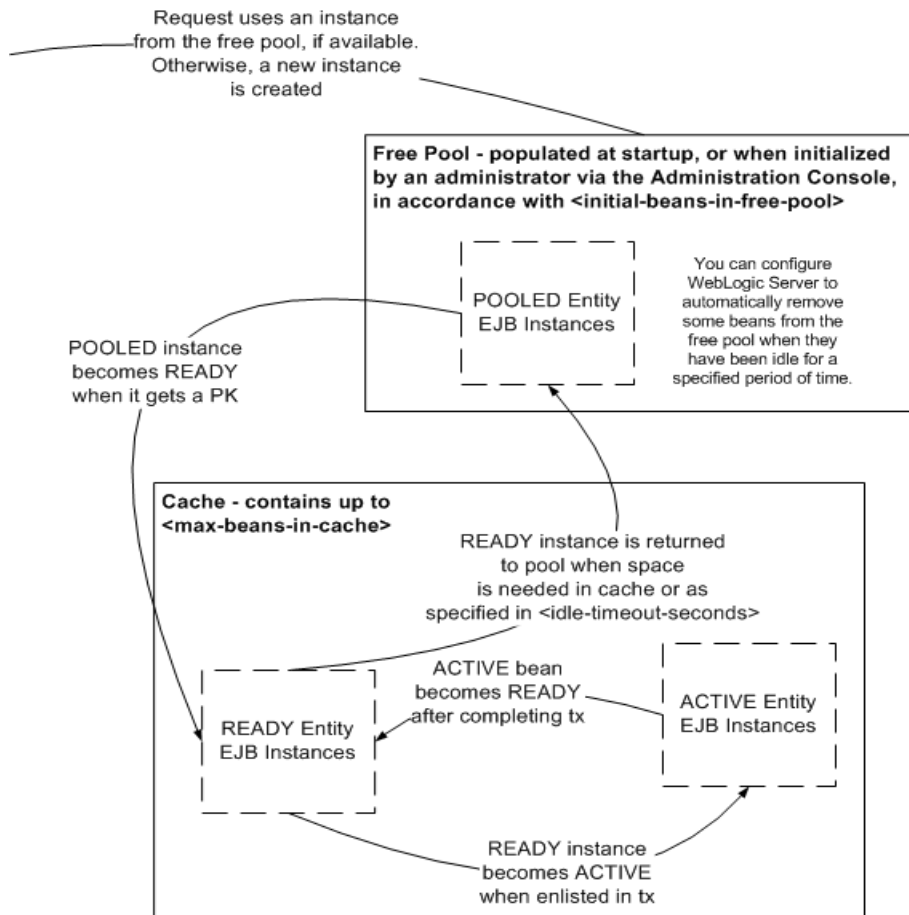 Request uses an instance
from the free pool, if available.
Otherwise, a new instance
is created
Free Pool - populated at startup, or when initialized
by an administrator via the Administration Console,
in accordance with <initial-beans-in-free-pool>
POOLED Entity
EJB Instances
You can configure
WebLogic Server to
automatically remove
some beans from the
free pool when they
have been idle for a
specified period of time.
POOLED instance
becomes READY
when it gets a PK
Cache - contains up to
<max-beans-in-cache>
READY instance is returned
to pool when space
is needed in cache or as
specified in <idle-timeout-seconds>
ACTIVE bean
becomes READY
after completing tx
READY Entity
EJB Instances
ACTIVE Entity
EJB Instances
READY instance
becomes ACTIVE
when enlisted in tx